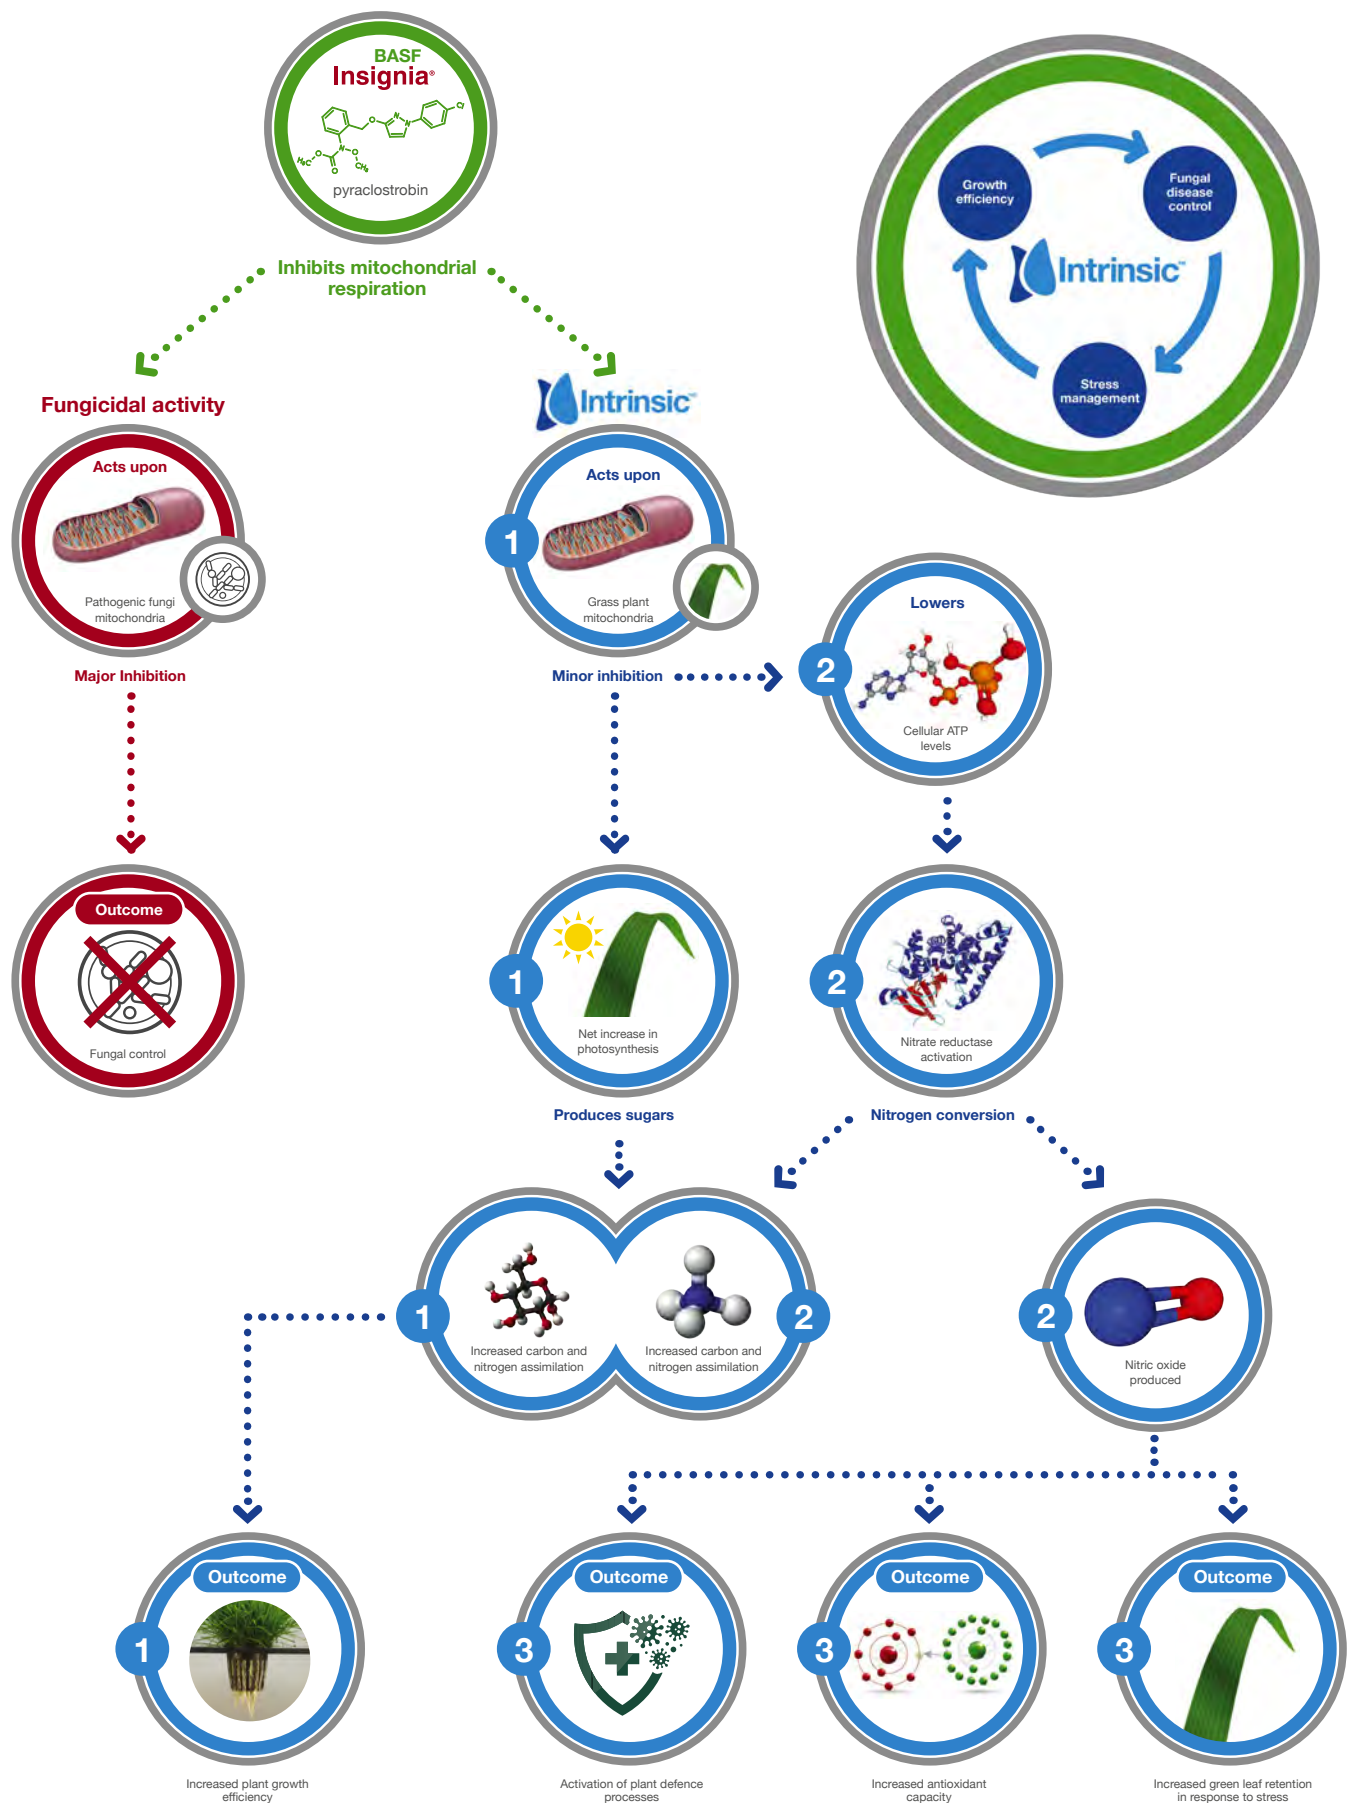 BASF
Insignia®
Cl
O
N
N
N
O
O
O
H₃C
CH₃
pyraclostrobin
Inhibits mitochondrial
respiration
Growth
efficiency
Fungal
disease
control
Intrinsic™
Stress
management
Fungicidal activity
Acts upon
Pathogenic fungi
mitochondria
Major Inhibition
Outcome
Fungal control
Intrinsic™
Acts upon
1
Grass plant
mitochondria
Minor inhibition
Lowers
2
Cellular ATP
levels
1
Net increase in
photosynthesis
Produces sugars
2
Nitrate reductase
activation
Nitrogen conversion
1
Increased carbon and
nitrogen assimilation
Increased carbon and
nitrogen assimilation
2
2
Nitric oxide
produced
Outcome
1
Increased plant growth
efficiency
Outcome
3
Activation of plant defence
processes
Outcome
3
Increased antioxidant
capacity
Outcome
3
Increased green leaf retention
in response to stress